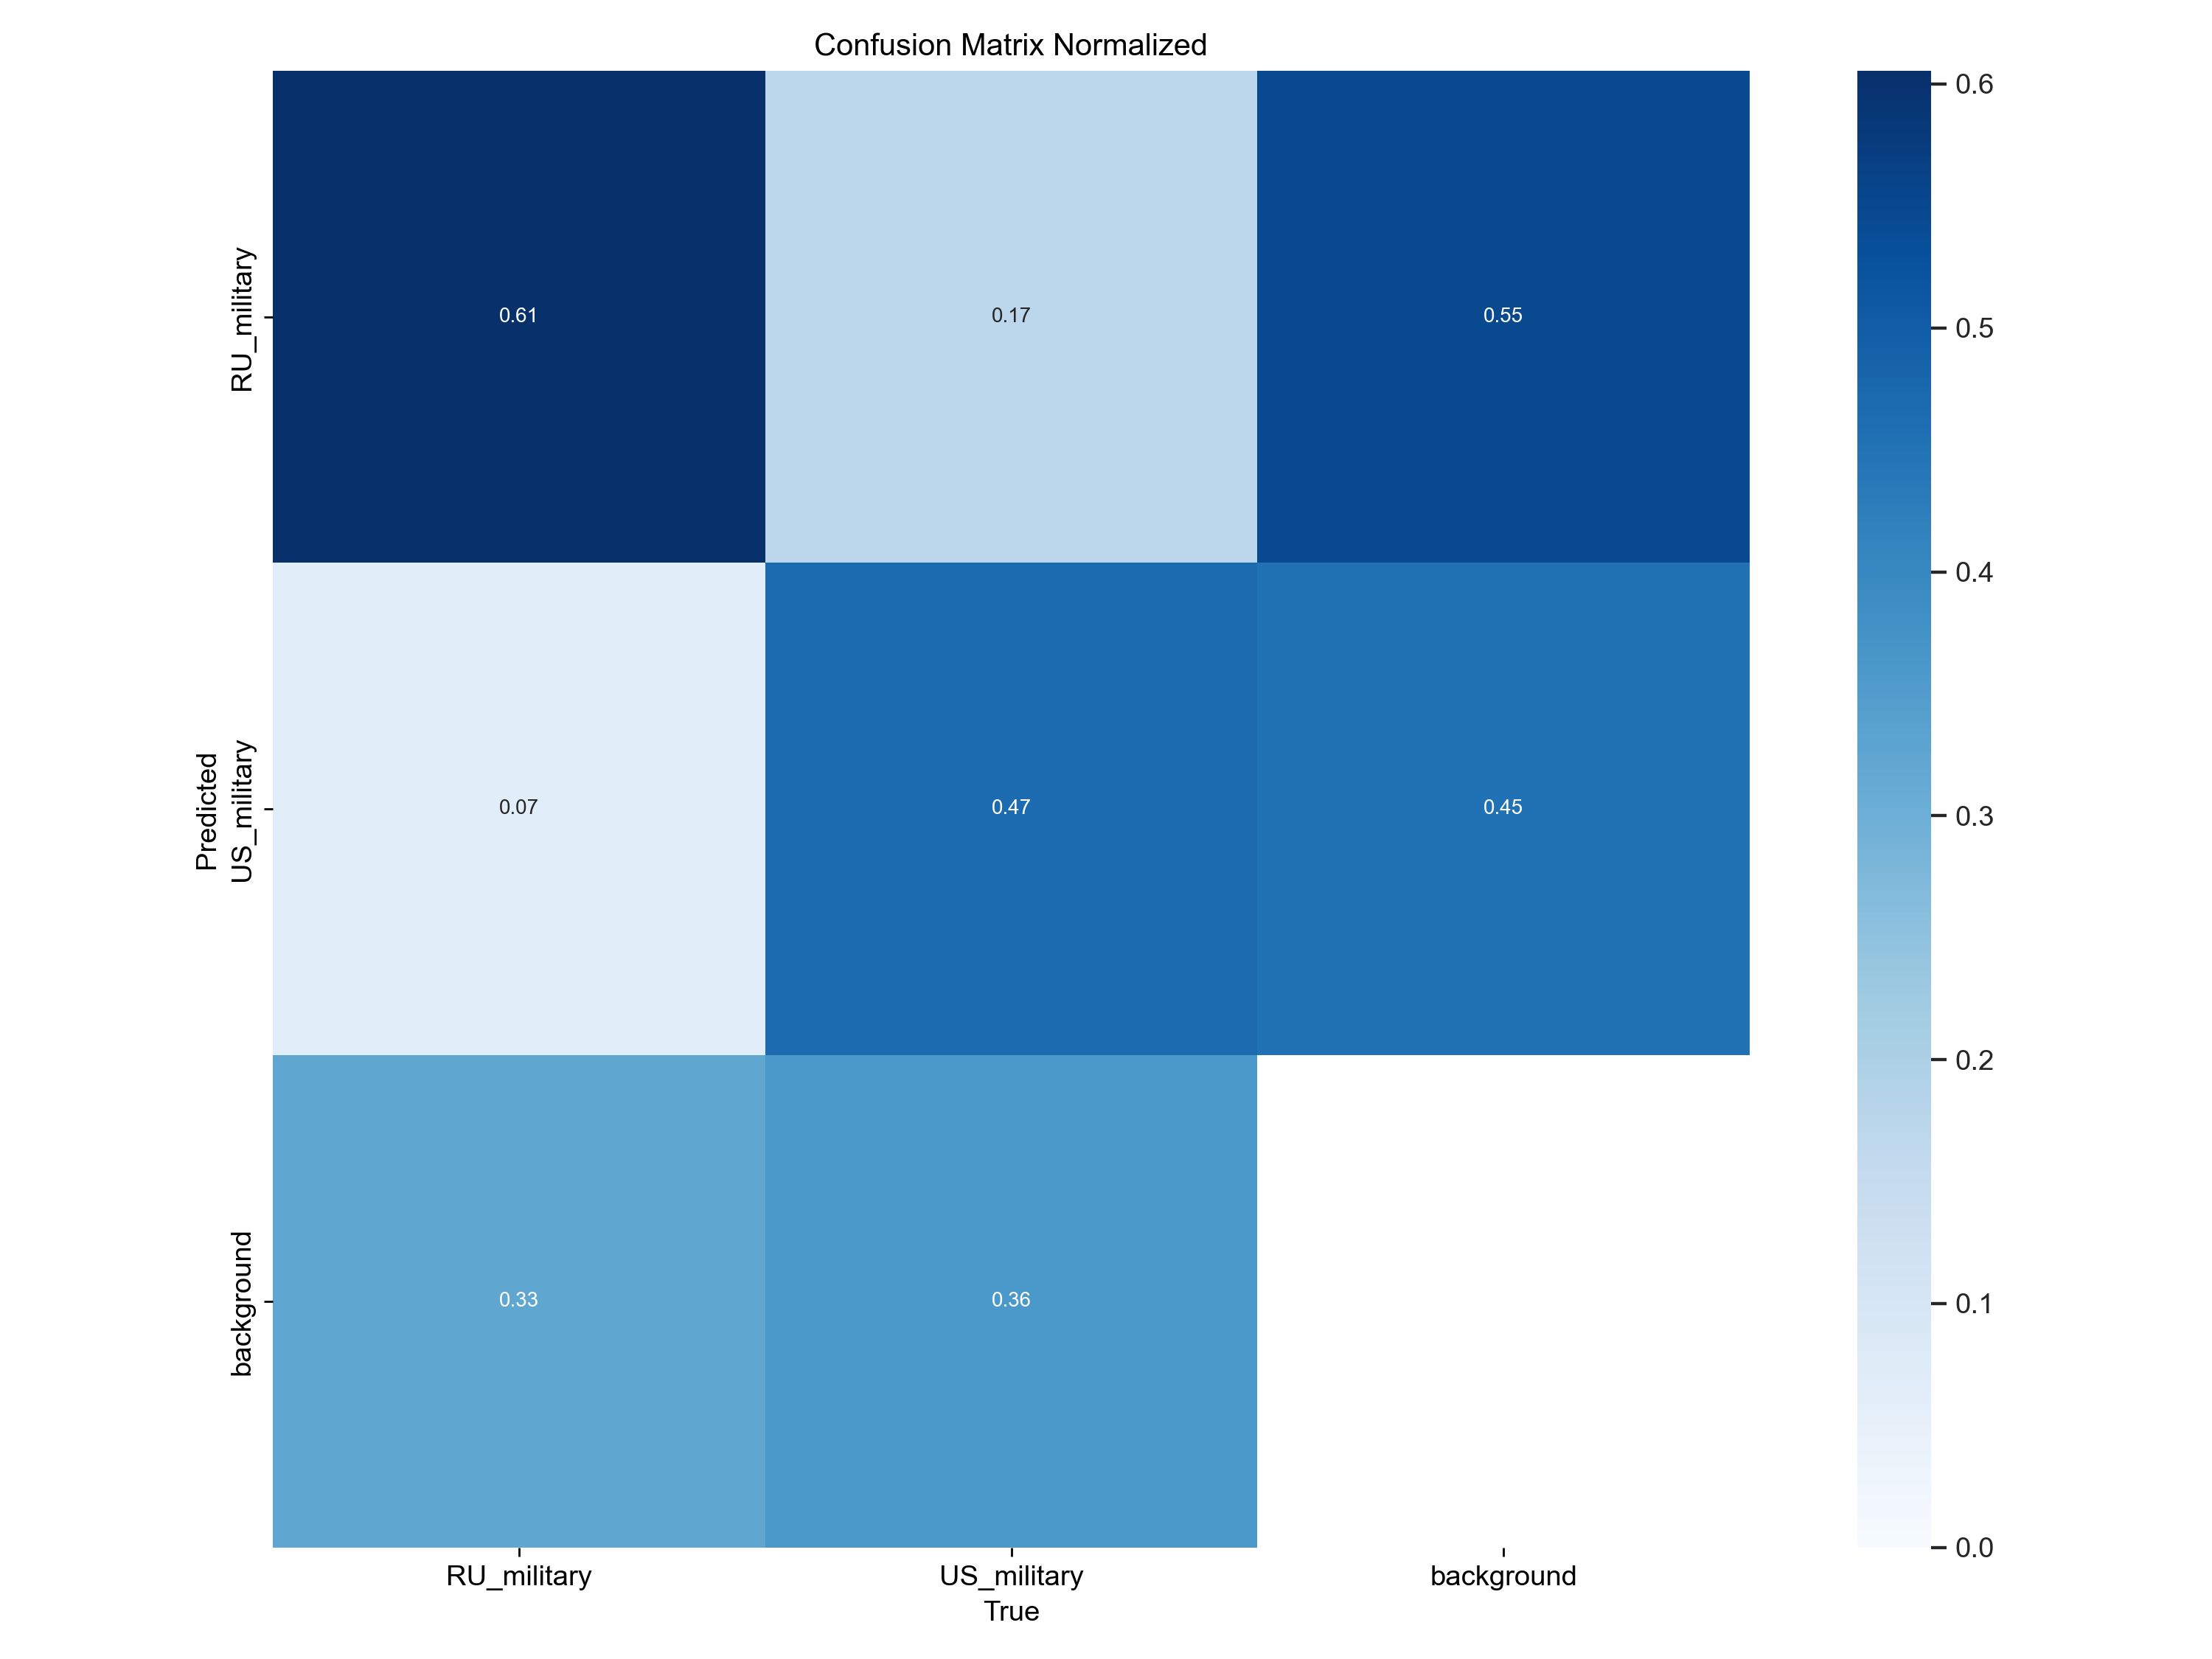 Confusion Matrix Normalized
RU_military
0.61
0.17
0.55
Predicted
US_military
0.07
0.47
0.45
background
0.33
0.36
RU_military
US_military
background
True
0.6
0.5
0.4
0.3
0.2
0.1
0.0